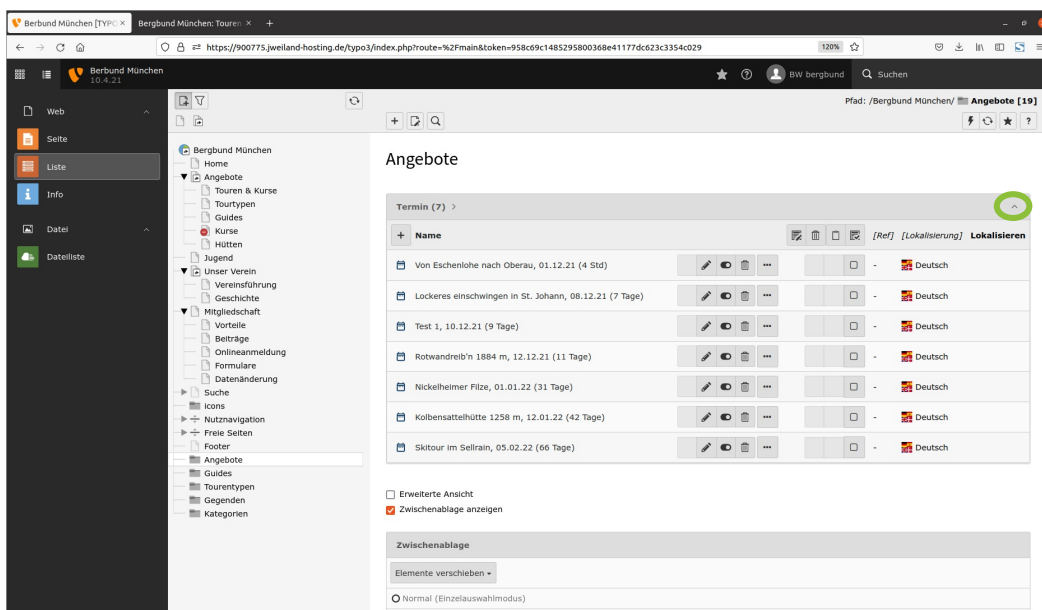 Berbund München [TYPO ×
Bergbund München: Touren ×
https://900775.jweiland-hosting.de/typo3/index.php?route=%2Fmain&token=958c69c1485295800368e41177dc623c3354c029
120%
Berbund München
10.4.21
BW bergbund
Suchen
Web
Seite
Liste
Info
Datei
Dateiliste
Bergbund München
Home
Angebote
Touren & Kurse
Tourtypen
Guides
Kurse
Hütten
Jugend
Unser Verein
Vereinsführung
Geschichte
Mitgliedschaft
Vorteile
Beiträge
Onlineanmeldung
Formulare
Datenänderung
Suche
icons
Nutznavigation
Freie Seiten
Footer
Angebote
Guides
Tourentypen
Gegenden
Kategorien
Pfad: /Bergbund München/ Angebote [19]
Angebote
Termin (7) >
Name [Ref] [Lokalisierung] Lokalisieren
Von Eschenlohe nach Oberau, 01.12.21 (4 Std) - Deutsch
Lockeres einschwingen in St. Johann, 08.12.21 (7 Tage) - Deutsch
Test 1, 10.12.21 (9 Tage) - Deutsch
Rotwandreib'n 1884 m, 12.12.21 (11 Tage) - Deutsch
Nickelheimer Filze, 01.01.22 (31 Tage) - Deutsch
Kolbensattelhütte 1258 m, 12.01.22 (42 Tage) - Deutsch
Skitour im Sellrain, 05.02.22 (66 Tage) - Deutsch
Erweiterte Ansicht
Zwischenablage anzeigen
Zwischenablage
Elemente verschieben
Normal (Einzelauswahlmodus)